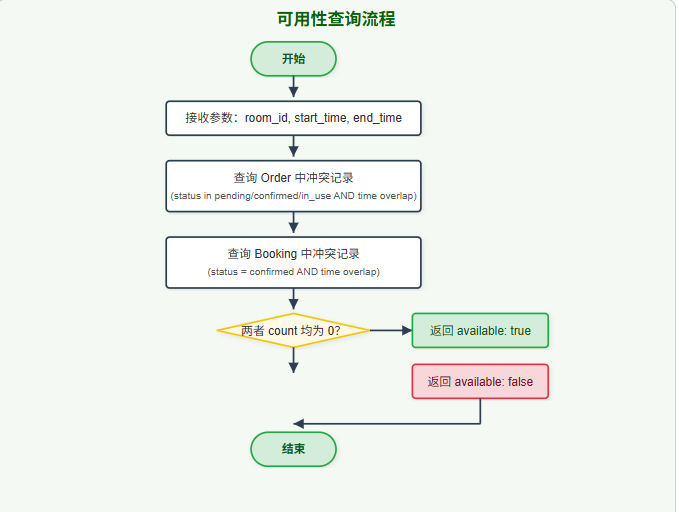 可用性查询流程
开始
接收参数：room_id, start_time, end_time
查询 Order 中冲突记录
(status in pending/confirmed/in_use AND time overlap)
查询 Booking 中冲突记录
(status = confirmed AND time overlap)
两者 count 均为 0?
返回 available: true
返回 available: false
结束